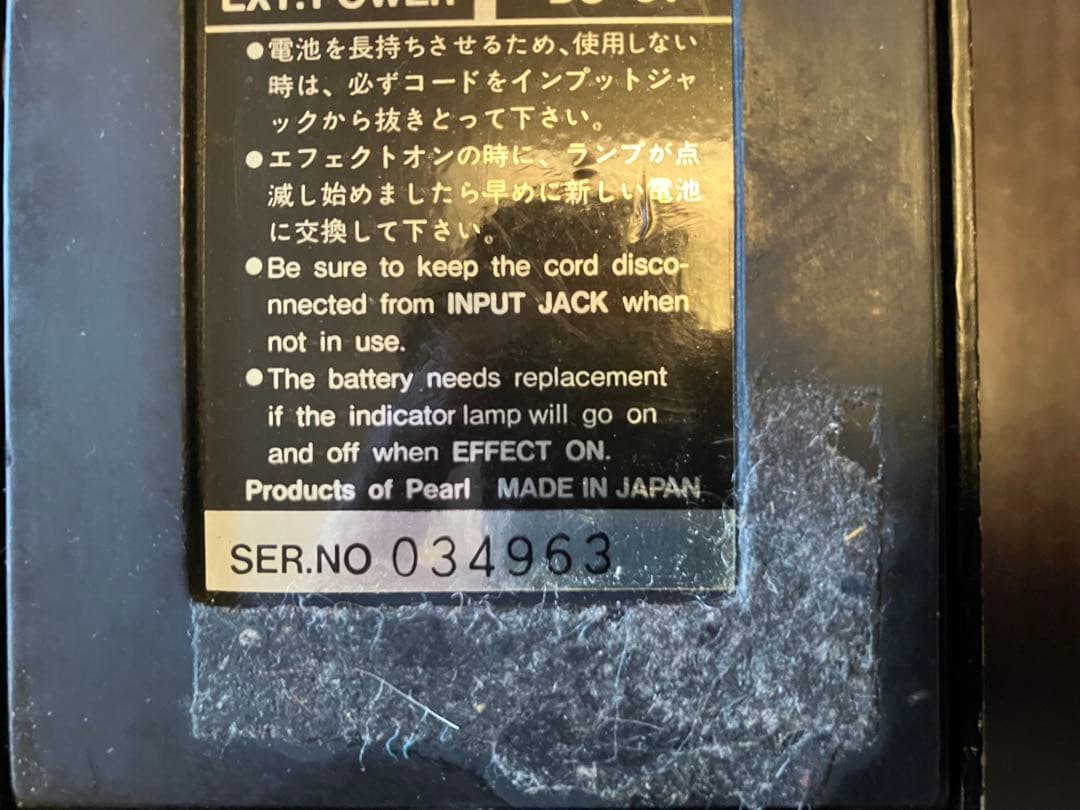 EXT.POWER
●電池を長持ちさせるため、使用しない
時は、必ずコードをインプットジャ
ックから抜きとって下さい。
●エフェクトオンの時に、ランプが点
滅し始めましたら早めに新しい電池
に交換して下さい。
●Be sure to keep the cord disco-
nnected from INPUT JACK when
not in use.
●The battery needs replacement
if the indicator lamp will go on
and off when EFFECT ON.
Products of Pearl MADE IN JAPAN
SER.NO 034963